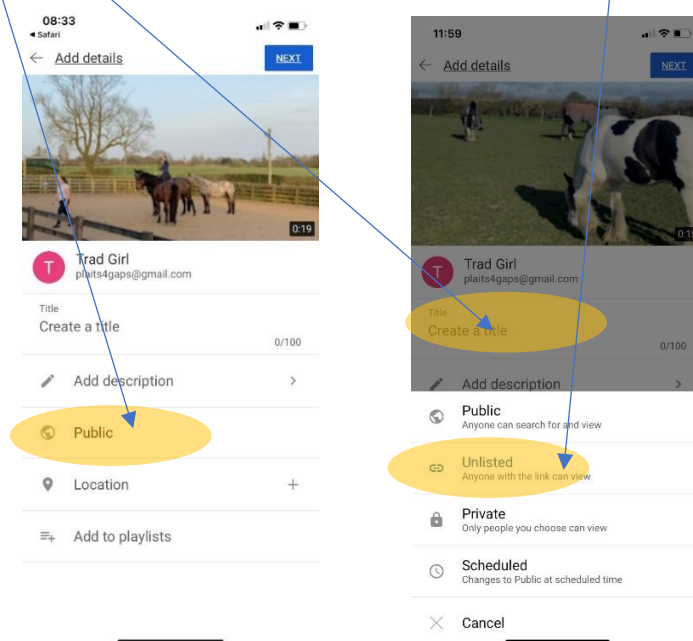 08:33
◂ Safari
← Add details
NEXT
0:19
T
Trad Girl
plaits4gaps@gmail.com
Title
Create a title
0/100
Add description
Public
Location
Add to playlists
11:59
← Add details
NEXT
0:15
T
Trad Girl
plaits4gaps@gmail.com
Title
Create a title
0/100
Add description
Public
Anyone can search for and view
Unlisted
Anyone with the link can view
Private
Only people you choose can view
Scheduled
Changes to Public at scheduled time
Cancel